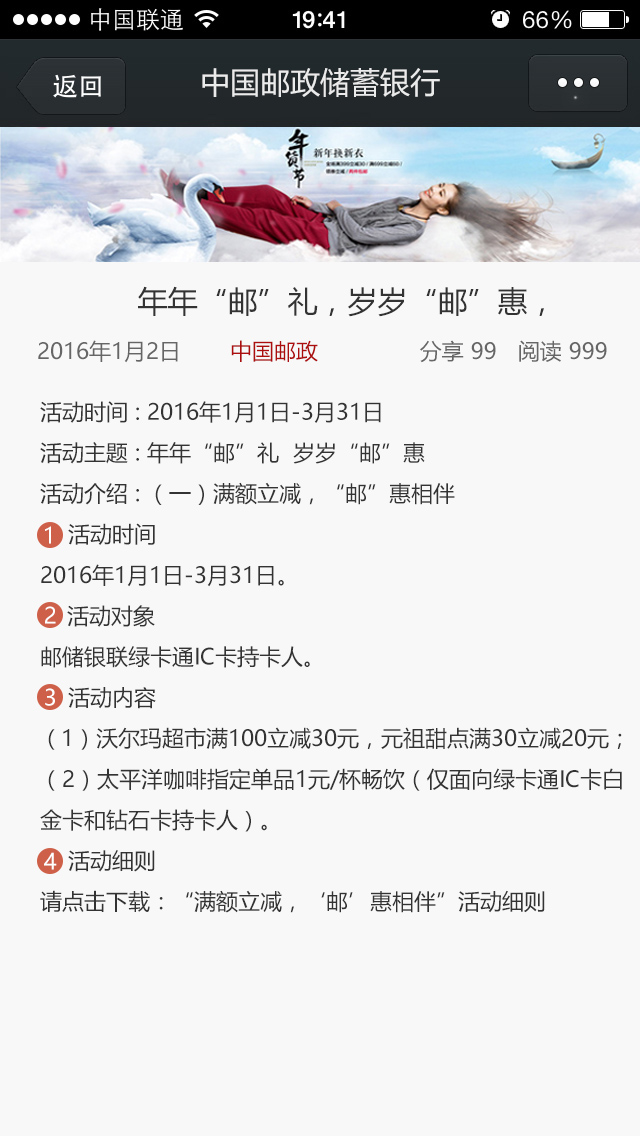 中国联通 19:41 66%
返回 中国邮政储蓄银行
年货节
新年换新衣
年年“邮”礼，岁岁“邮”惠，
2016年1月2日 中国邮政 分享 99 阅读 999
活动时间：2016年1月1日-3月31日
活动主题：年年“邮”礼 岁岁“邮”惠
活动介绍：（一）满额立减，“邮”惠相伴
1 活动时间
2016年1月1日-3月31日。
2 活动对象
邮储银联绿卡通IC卡持卡人。
3 活动内容
（1）沃尔玛超市满100立减30元，元祖甜点满30立减20元；
（2）太平洋咖啡指定单品1元/杯畅饮（仅面向绿卡通IC卡白
金卡和钻石卡持卡人）。
4 活动细则
请点击下载：“满额立减，‘邮’惠相伴”活动细则